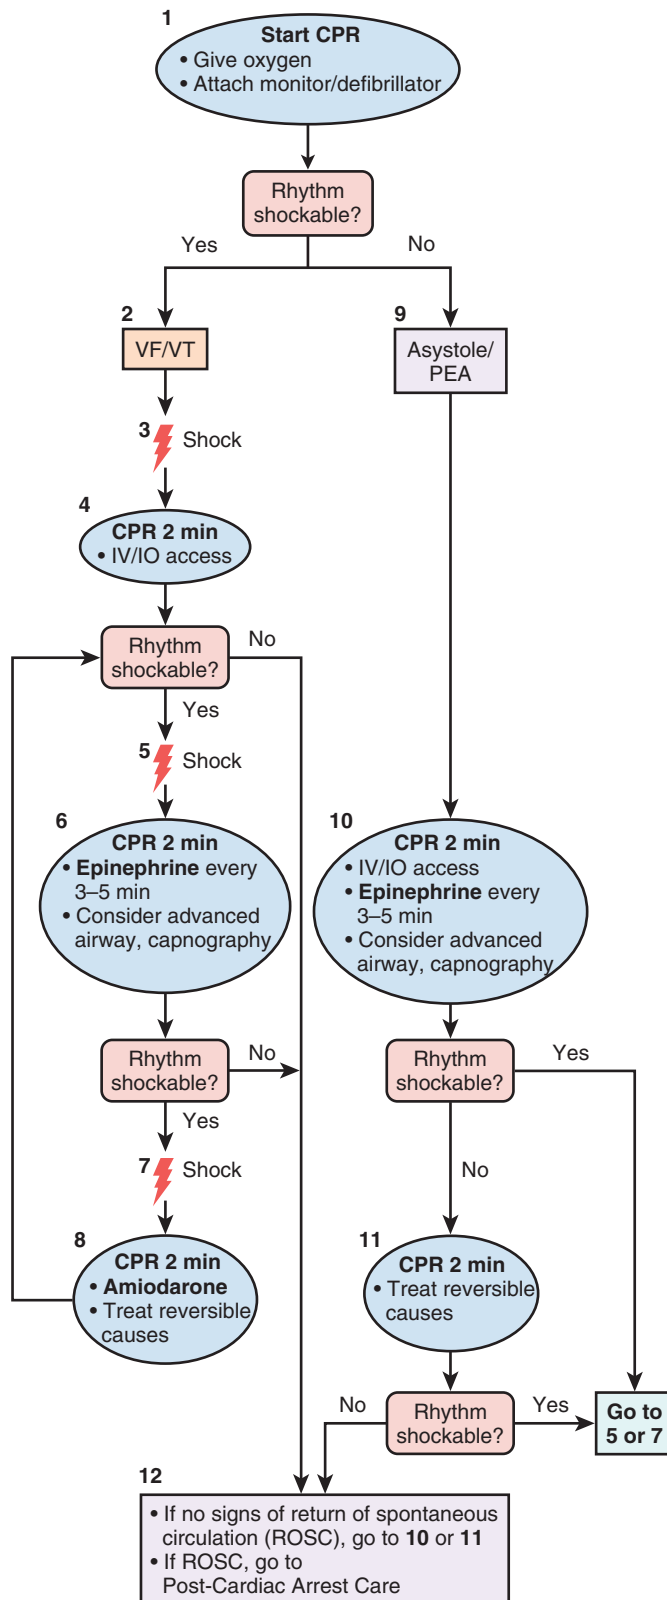 1
Start CPR
• Give oxygen
• Attach monitor/defibrillator
Rhythm
shockable?
Yes
No
2
VF/VT
9
Asystole/
PEA
3
Shock
4
CPR 2 min
• IV/IO access
Rhythm
shockable?
No
Yes
5
Shock
6
CPR 2 min
• Epinephrine every
3–5 min
• Consider advanced
airway, capnography
10
CPR 2 min
• IV/IO access
• Epinephrine every
3–5 min
• Consider advanced
airway, capnography
Rhythm
shockable?
No
Yes
Rhythm
shockable?
Yes
No
7
Shock
8
CPR 2 min
• Amiodarone
• Treat reversible
causes
11
CPR 2 min
• Treat reversible
causes
Rhythm
shockable?
No
Yes
Go to
5 or 7
12
• If no signs of return of spontaneous
circulation (ROSC), go to 10 or 11
• If ROSC, go to
Post-Cardiac Arrest Care